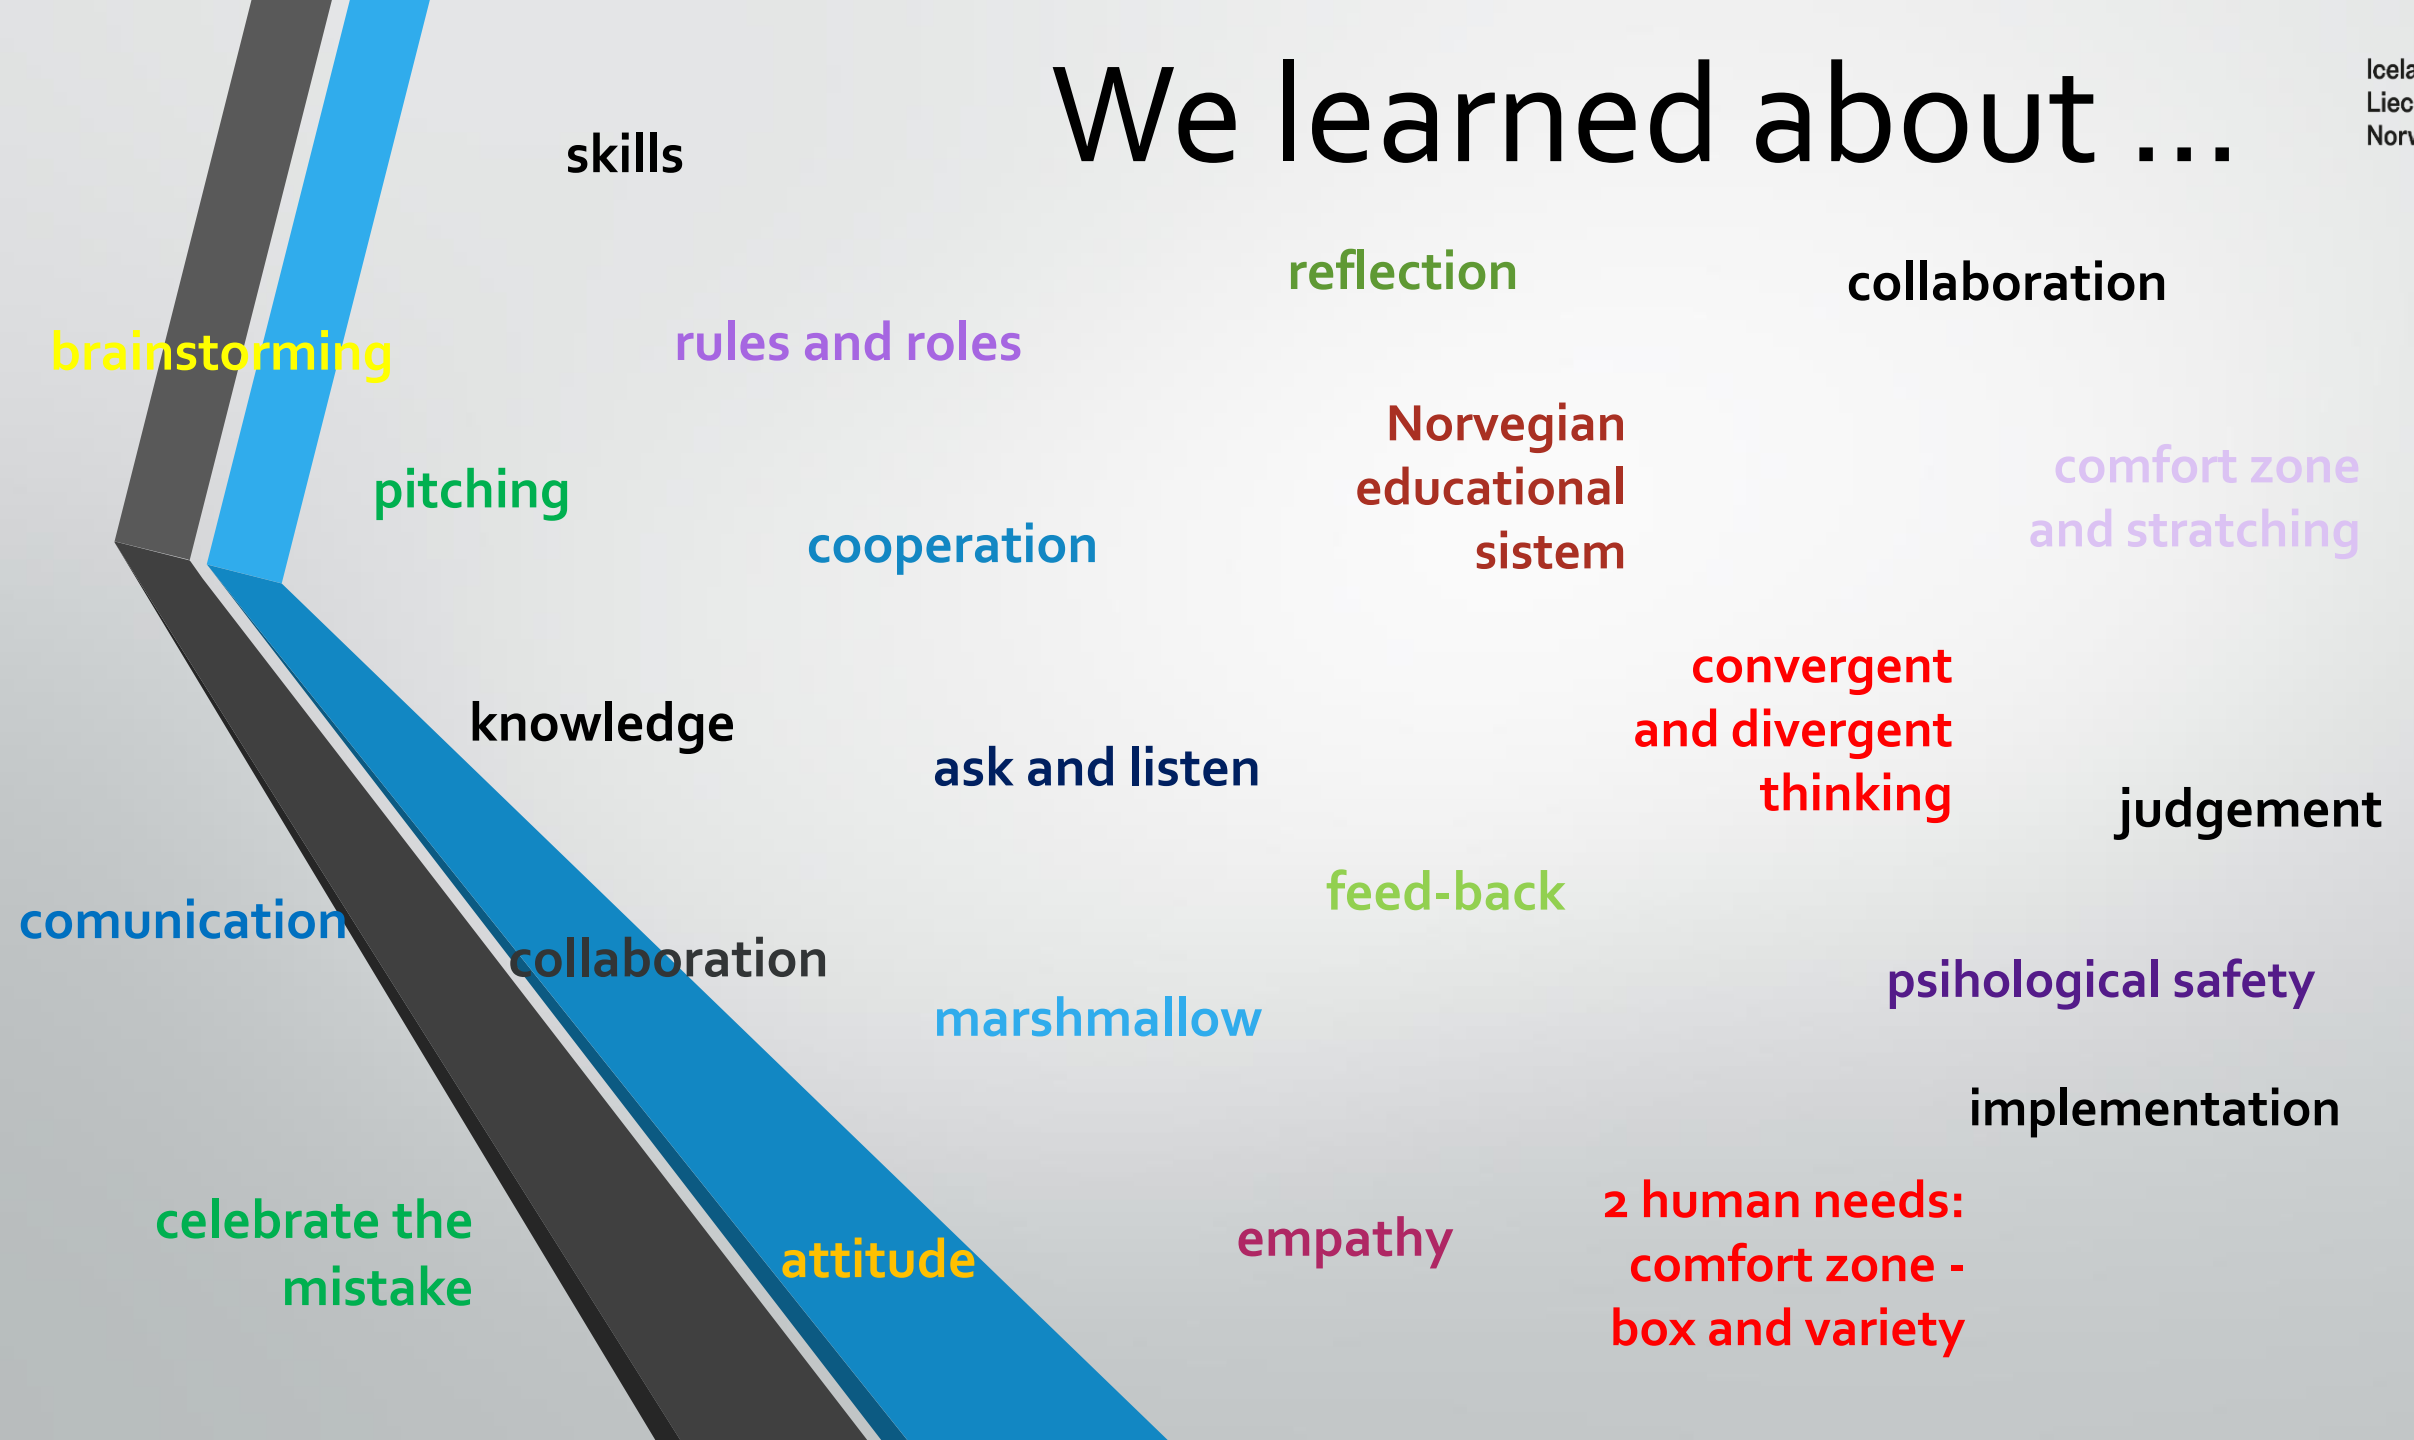 We learned about ...
skills
reflection
collaboration
rules and roles
brainstorming
Norvegian
educational
sistem
comfort zone
and stratching
pitching
cooperation
convergent
and divergent
thinking
knowledge
ask and listen
judgement
feed-back
comunication
collaboration
psihological safety
marshmallow
implementation
celebrate the
mistake
attitude
empathy
2 human needs:
comfort zone -
box and variety